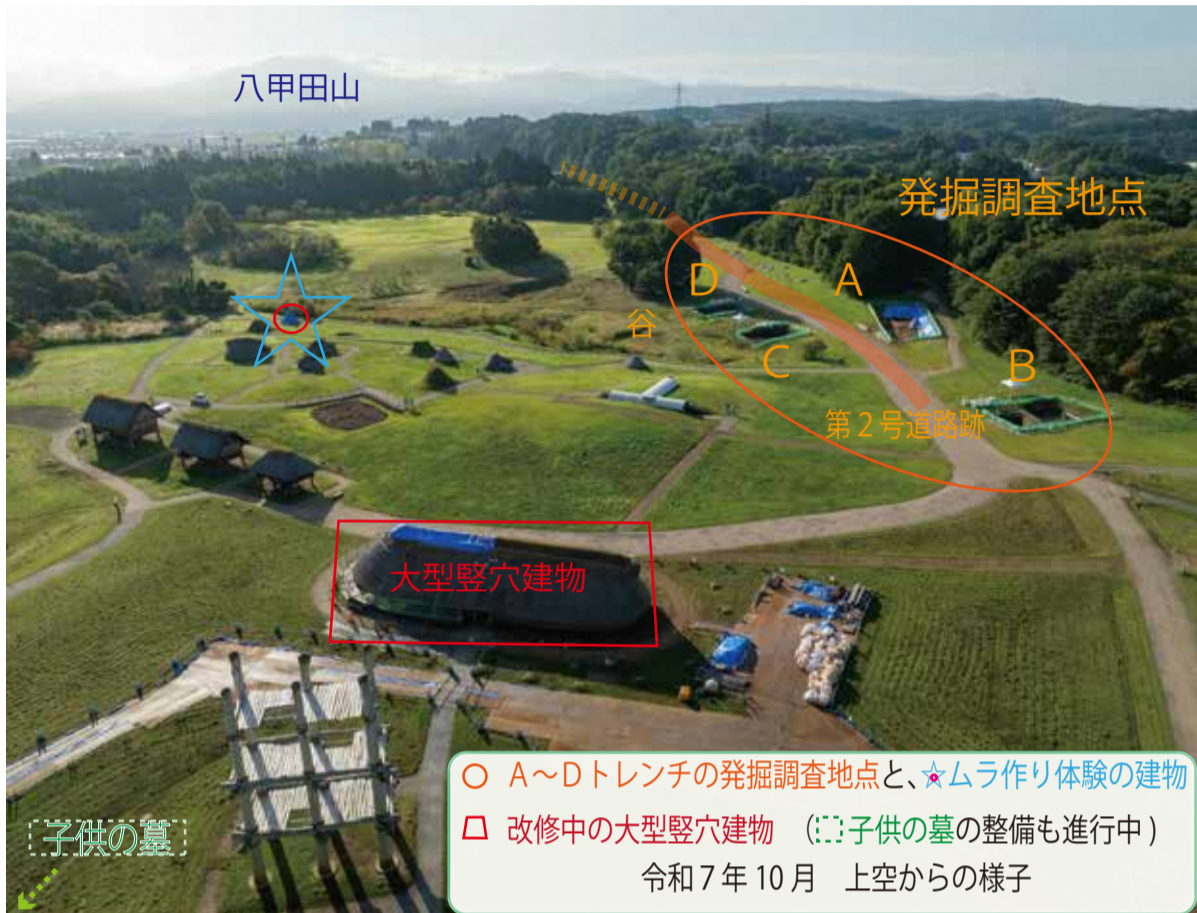 八甲田山
発掘調査地点
D
A
谷
C
B
第2号道路跡
大型竪穴建物
子供の墓
○ A～Dトレンチの発掘調査地点と、☆ムラ作り体験の建物
改修中の大型竪穴建物 (子供の墓の整備も進行中)
令和7年10月 上空からの様子